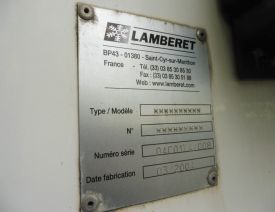 LAMBERET
BP43 - 01380 - Saint-Cyr-sur-Menthon
France - Tél. (33) 03 85 30 85 30
Fax : (33) 03 85 30 51 88
Web : www.lamberet.com
Type / Modèle : **********
N° *********
Numéro série :
Date fabrication